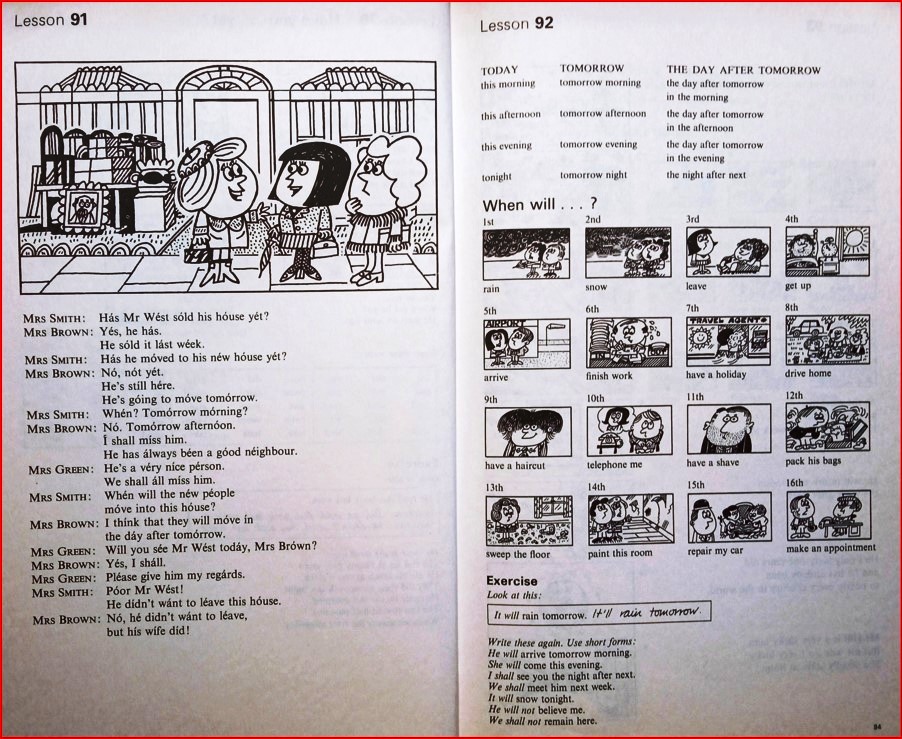 Lesson 91
MRS SMITH: Hás Mr Wést sóld his hóuse yét?
MRS BROWN: Yés, he hás.
He sóld it lást wéek.
MRS SMITH: Hás he móved to his néw hóuse yét?
MRS BROWN: Nó, nót yét.
He's stíll hére.
He's góing to móve tomórrow.
MRS SMITH: Whén? Tomórrow mórning?
MRS BROWN: Nó. Tomórrow afternóon.
Í shall míss him.
He has álways béen a góod néighbour.
MRS GREEN: He's a véry níce pérson.
We shall áll míss him.
MRS SMITH: Whén will the néw péople
móve into this hóuse?
MRS BROWN: I thínk that they will móve in
the dáy after tomórrow.
MRS GREEN: Will you sée Mr Wést todáy, Mrs Brówn?
MRS BROWN: Yés, I sháll.
MRS GREEN: Pléase give him my regárds.
MRS SMITH: Póor Mr Wést!
He didn't wánt to léave this hóuse.
MRS BROWN: Nó, hé didn't wánt to léave,
but his wífe díd!
Lesson 92
TODAY TOMORROW THE DAY AFTER TOMORROW
this morning tomorrow morning the day after tomorrow
in the morning
this afternoon tomorrow afternoon the day after tomorrow
in the afternoon
this evening tomorrow evening the day after tomorrow
in the evening
tonight tomorrow night the night after next
When will . . . ?
1st 2nd 3rd 4th
rain snow leave get up
5th 6th 7th 8th
AIRPORT TRAVEL AGENT
arrive finish work have a holiday drive home
9th 10th 11th 12th
have a haircut telephone me have a shave pack his bags
13th 14th 15th 16th
sweep the floor paint this room repair my car make an appointment
Exercise
Look at this:
It will rain tomorrow. It'll rain tomorrow.
Write these again. Use short forms:
He will arrive tomorrow morning.
She will come this evening.
I shall see you the night after next.
We shall meet him next week.
It will snow tonight.
He will not believe me.
We shall not remain here.